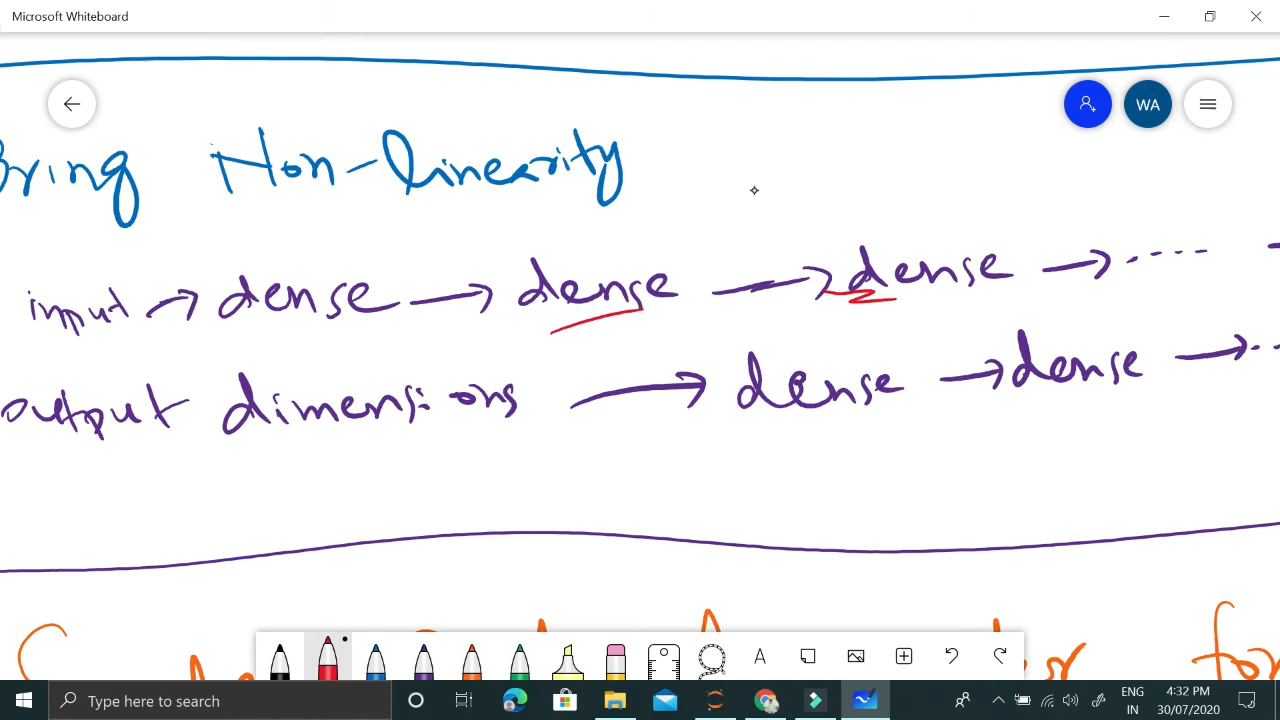 Microsoft Whiteboard
WA
Bring Non-linearity
input → dense → dense → dense → ....
output dimensions → dense → dense → ..
for
A
Type here to search
ENG
IN
4:32 PM
30/07/2020